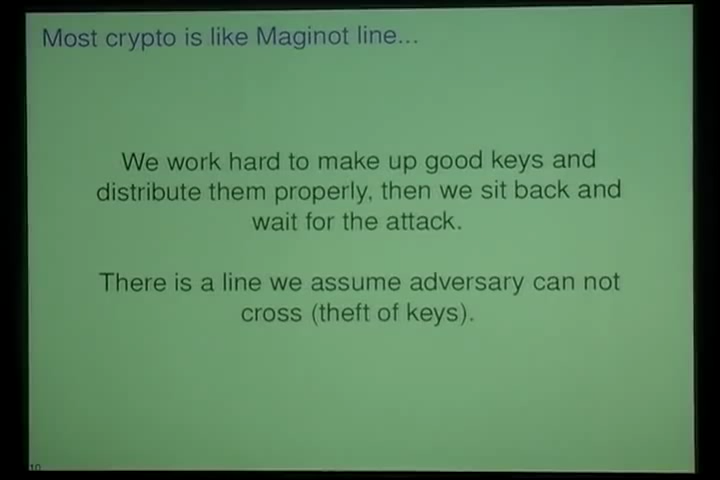 Most crypto is like Maginot line...
We work hard to make up good keys and
distribute them properly, then we sit back and
wait for the attack.
There is a line we assume adversary can not
cross (theft of keys).
10